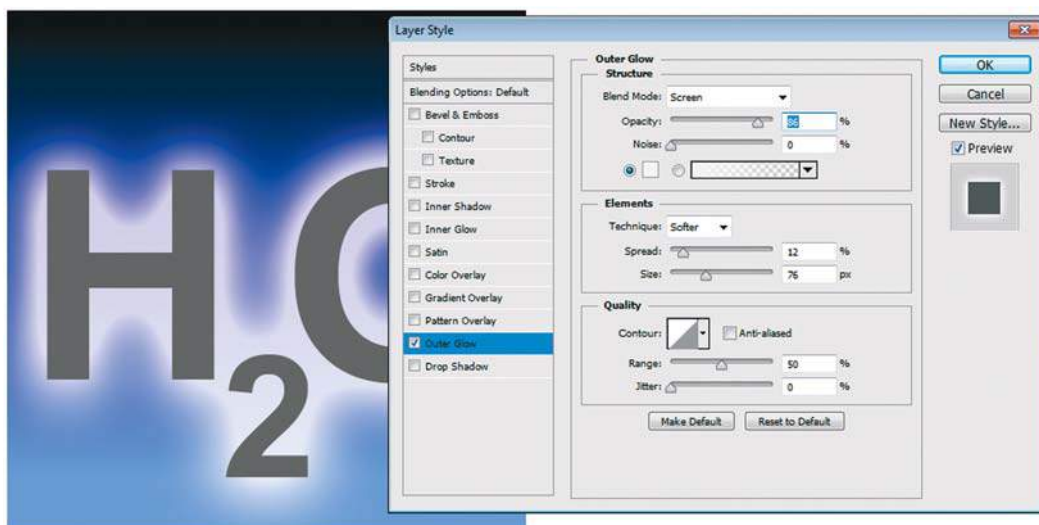 H2O
Layer Style
Styles
Blending Options: Default
Bevel & Emboss
Contour
Texture
Stroke
Inner Shadow
Inner Glow
Satin
Color Overlay
Gradient Overlay
Pattern Overlay
Outer Glow
Drop Shadow
Outer Glow
Structure
Blend Mode: Screen
Opacity: 86 %
Noise: 0 %
Elements
Technique: Softer
Spread: 12 %
Size: 76 px
Quality
Contour: Anti-aliased
Range: 50 %
Jitter: 0 %
Make Default Reset to Default
OK
Cancel
New Style...
Preview